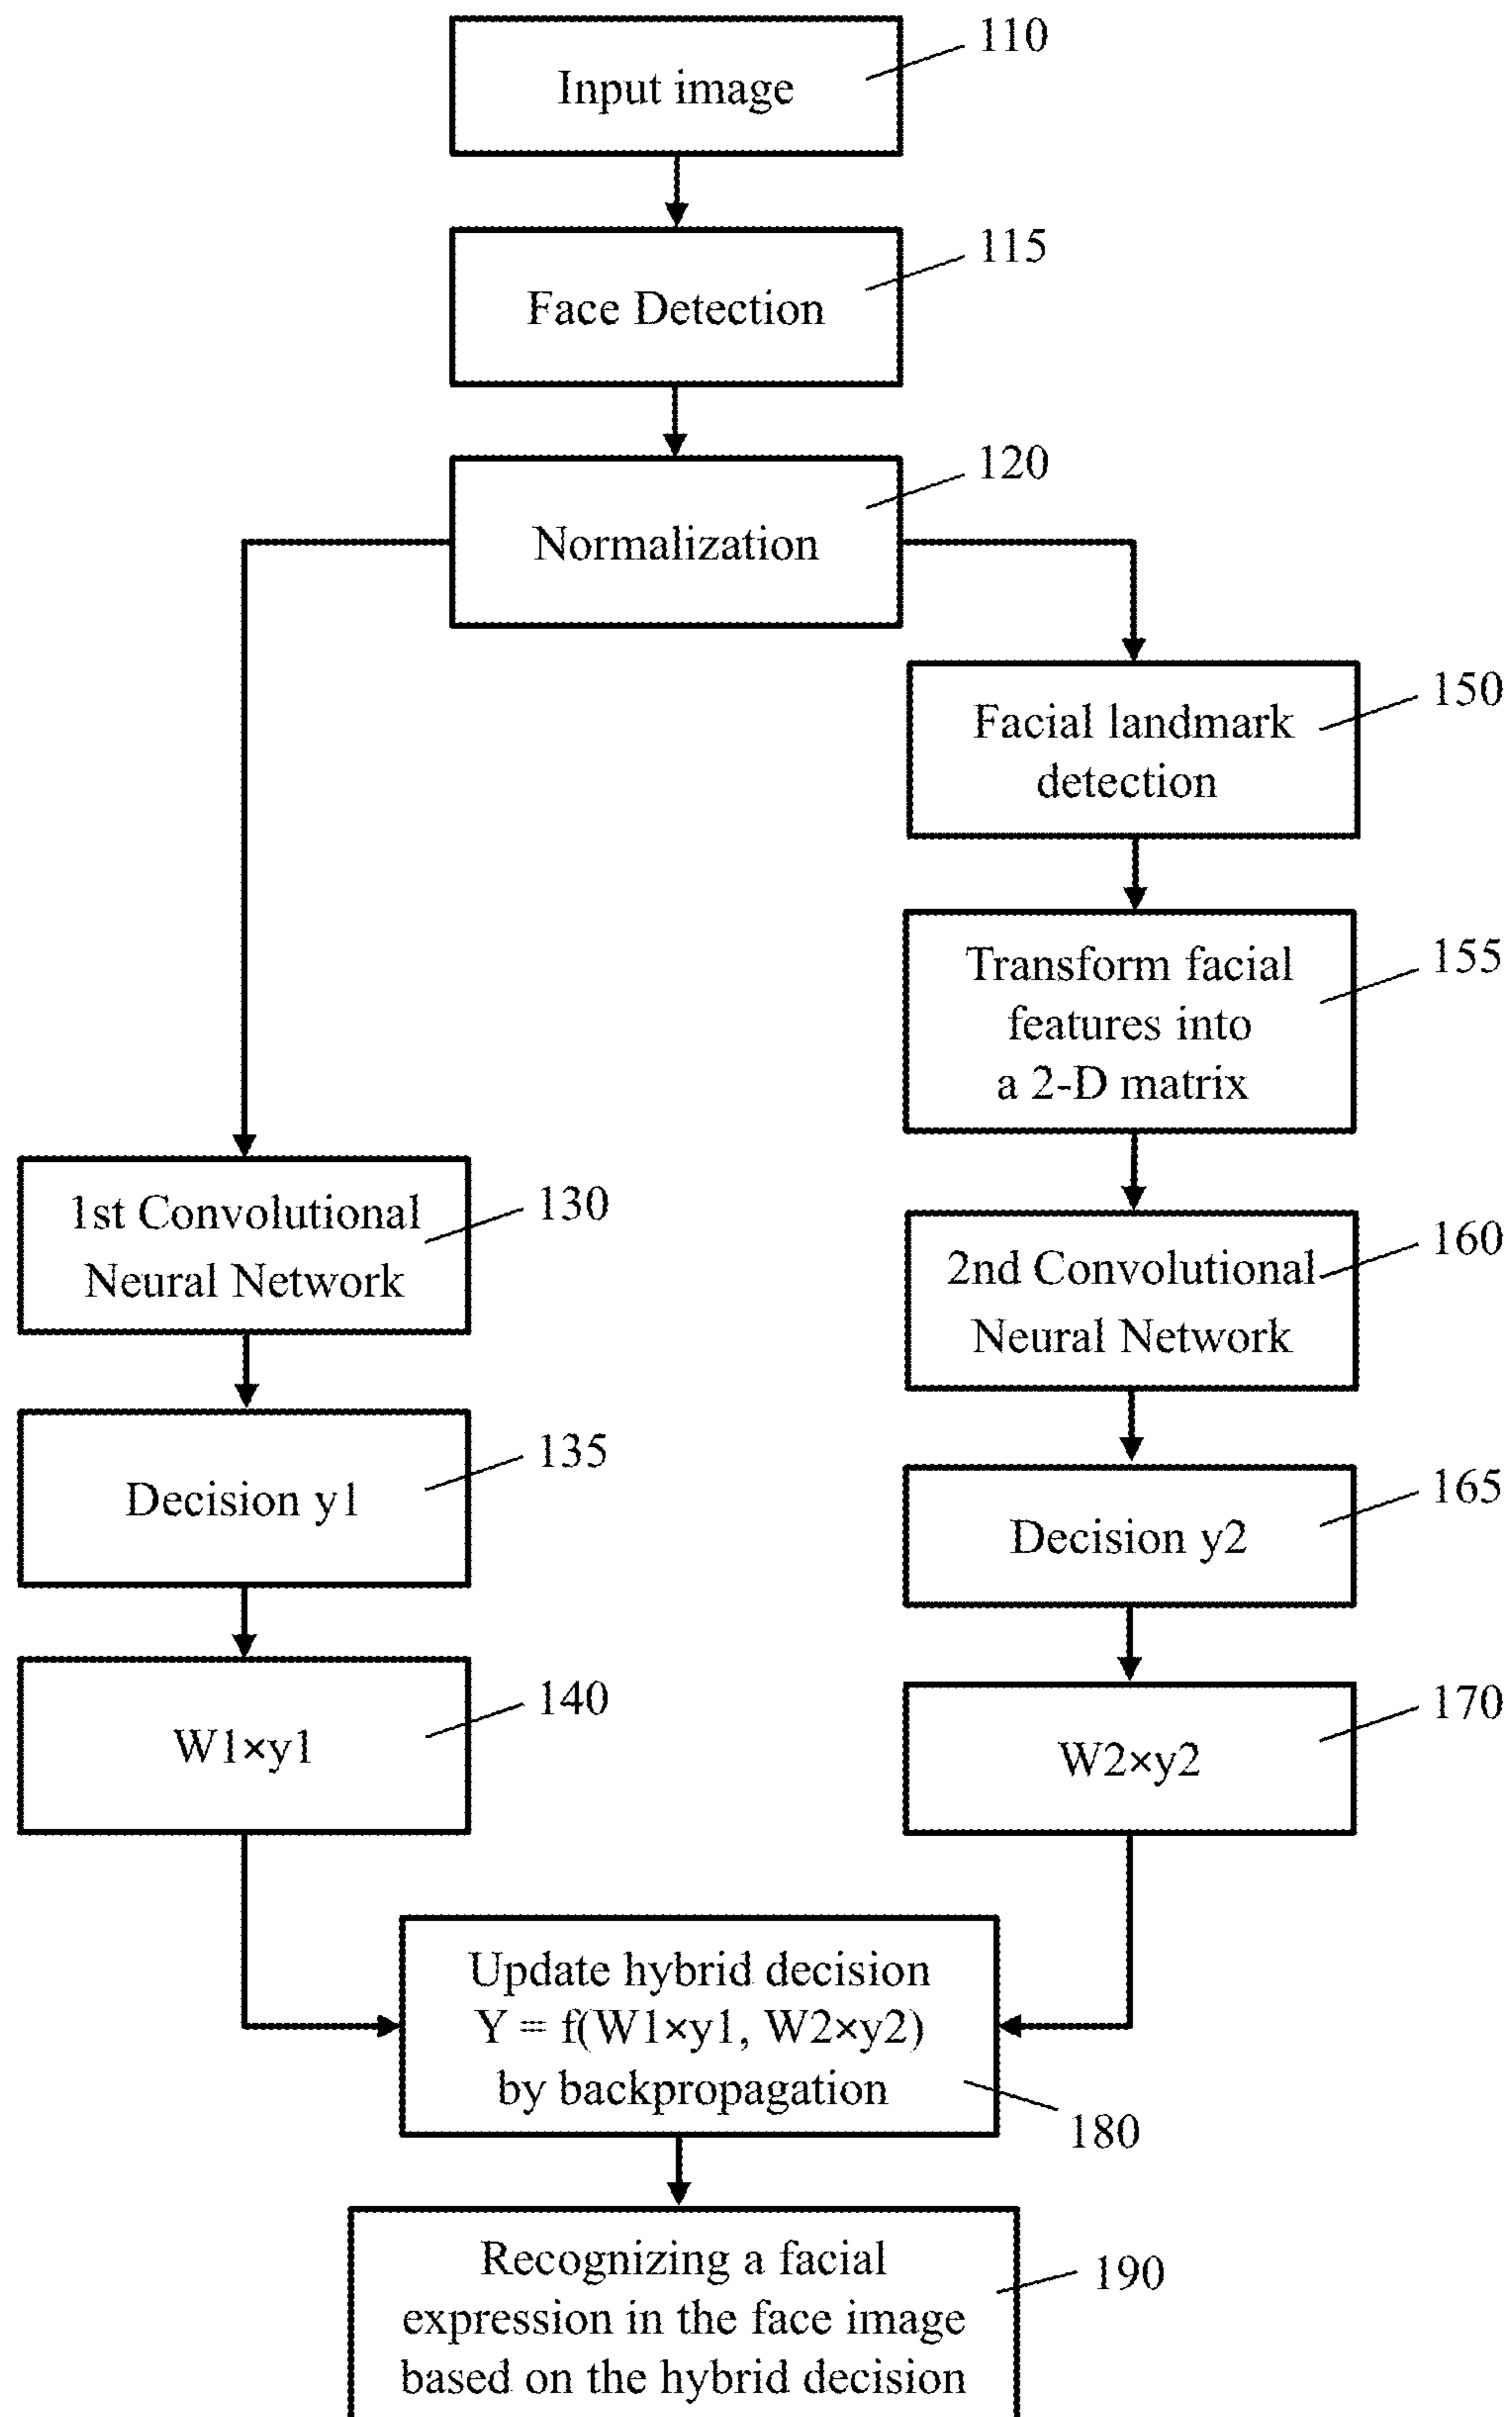 Input image
110
Face Detection
115
Normalization
120
Facial landmark
detection
150
Transform facial
features into
a 2-D matrix
155
1st Convolutional
Neural Network
130
2nd Convolutional
Neural Network
160
Decision y1
135
Decision y2
165
W1×y1
140
W2×y2
170
Update hybrid decision
Y = f(W1×y1, W2×y2)
by backpropagation
180
Recognizing a facial
expression in the face image
based on the hybrid decision
190